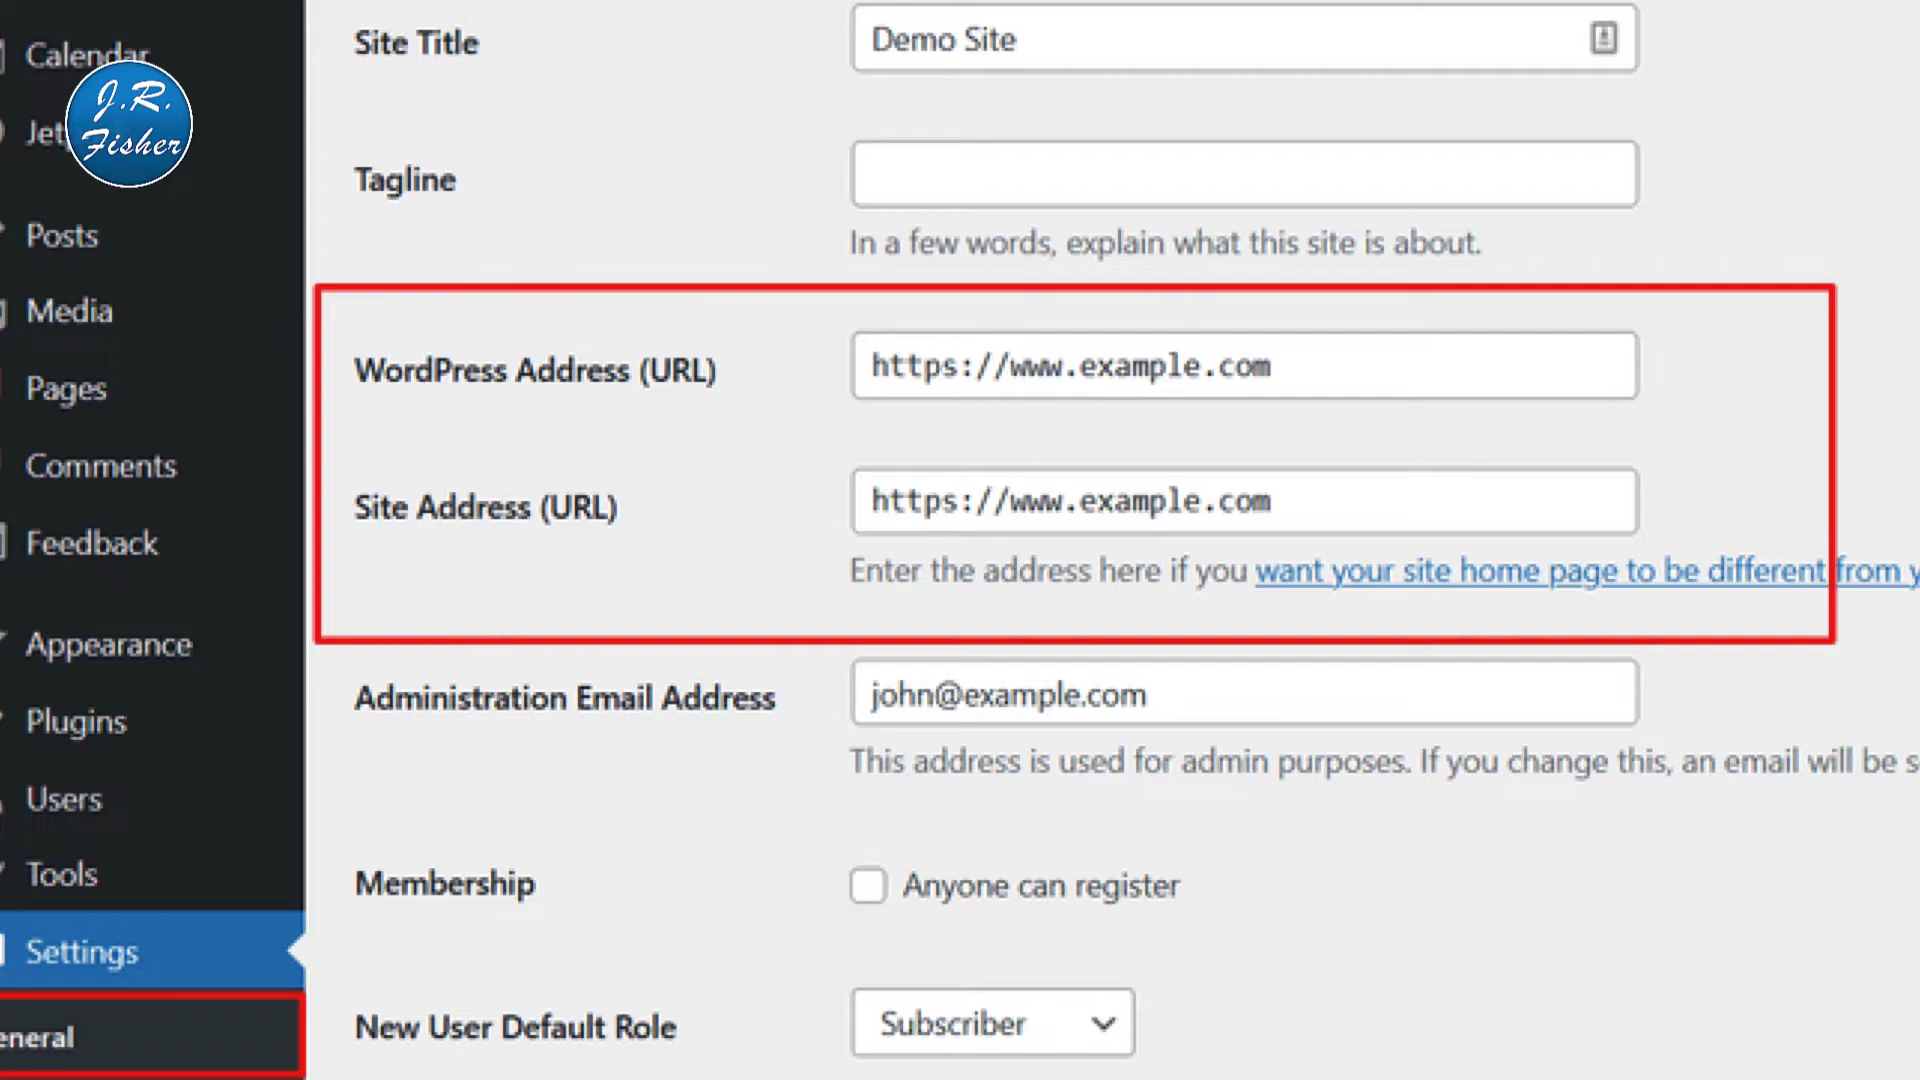 Calendar
J.R.
Fisher
Posts
Media
Pages
Comments
Feedback
Appearance
Plugins
Users
Tools
Settings
eneral
Site Title
Demo Site
Tagline
In a few words, explain what this site is about.
WordPress Address (URL)
https://www.example.com
Site Address (URL)
https://www.example.com
Enter the address here if you want your site home page to be different from y
Administration Email Address
john@example.com
This address is used for admin purposes. If you change this, an email will be s
Membership
Anyone can register
New User Default Role
Subscriber